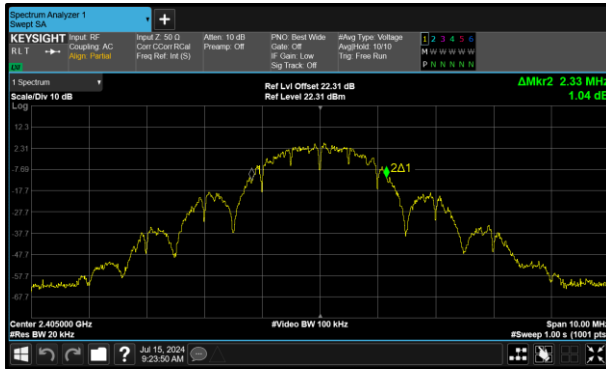 Spectrum Analyzer 1
Swept SA
KEYSIGHT
RLT
Input: RF
Coupling: AC
Align: Partial
Input Z: 50 Ω
Corr CCorr RCal
Freq Ref: Int (S)
Atten: 10 dB
Preamp: Off
PNO: Best Wide
Gate: Off
IF Gain: Low
Sig Track: Off
#Avg Type: Voltage
Avg|Hold: 10/10
Trig: Free Run
1 2 3 4 5 6
M W W W W W
P N N N N N
1 Spectrum
Scale/Div 10 dB
Ref Lvl Offset 22.31 dB
Ref Level 22.31 dBm
ΔMkr2 2.33 MHz
1.04 dB
Log
12.3
2.31
-7.69
-17.7
-27.7
-37.7
-47.7
-57.7
-67.7
2Δ1
Center 2.405000 GHz
#Res BW 20 kHz
#Video BW 100 kHz
Span 10.00 MHz
#Sweep 1.00 s (1001 pts)
Jul 15, 2024
9:23:50 AM